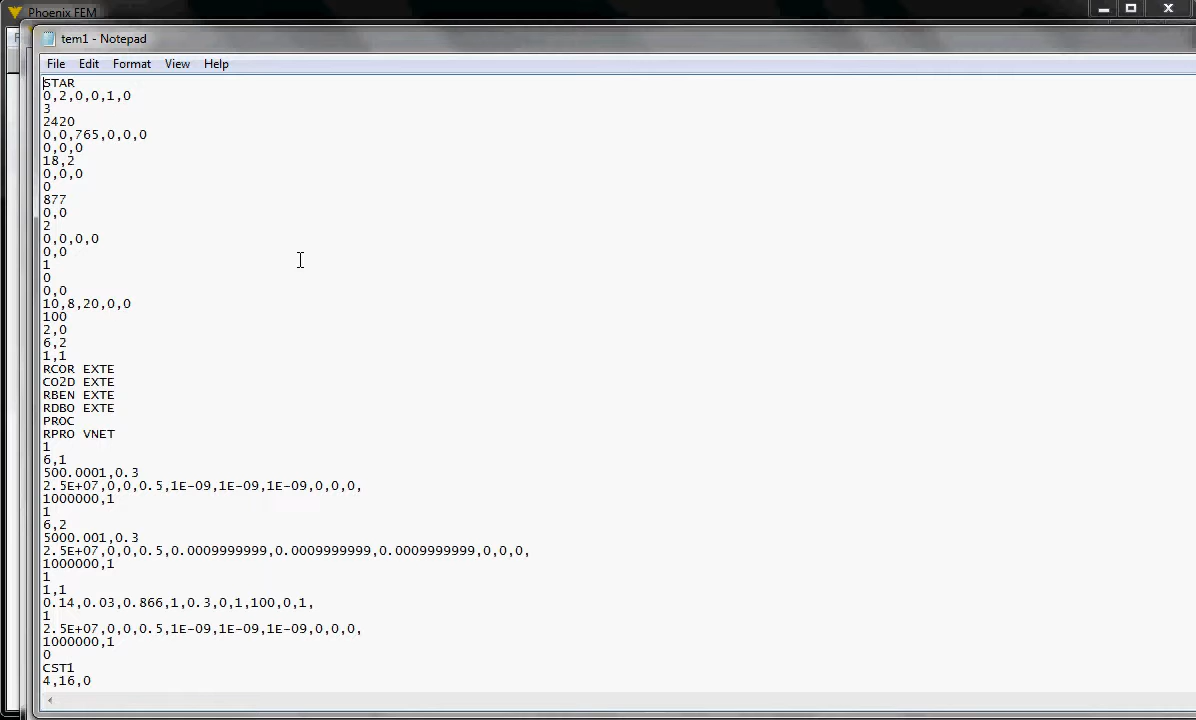 Phoenix FEM
tem1 - Notepad
File Edit Format View Help
STAR
0,2,0,0,1,0
3
2420
0,0,765,0,0,0
0,0,0
18,2
0,0,0
0
877
0,0
2
0,0,0,0
0,0
1
0
0,0
10,8,20,0,0
100
2,0
6,2
1,1
RCOR EXTE
CO2D EXTE
RBEN EXTE
RDBO EXTE
PROC
RPRO VNET
1
6,1
500.0001,0.3
2.5E+07,0,0,0.5,1E-09,1E-09,1E-09,0,0,0,
1000000,1
1
6,2
5000.001,0.3
2.5E+07,0,0,0.5,0.0009999999,0.0009999999,0.0009999999,0,0,0,
1000000,1
1
1,1
0.14,0.03,0.866,1,0.3,0,1,100,0,1,
1
2.5E+07,0,0,0.5,1E-09,1E-09,1E-09,0,0,0,
1000000,1
0
CST1
4,16,0